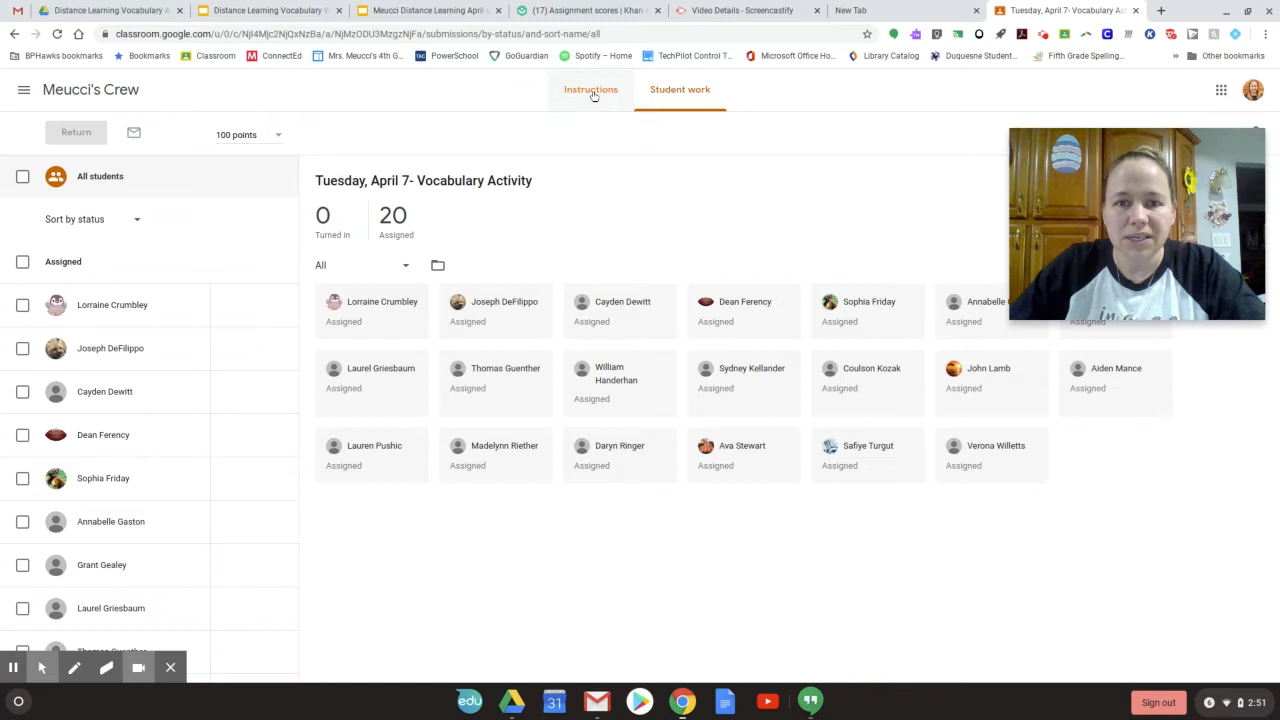 Distance Learning Vocabulary A
Distance Learning Vocabulary W
Meucci Distance Learning April
(17) Assignment scores | Khan A
Video Details - Screencastify
New Tab
Tuesday, April 7- Vocabulary Ac
classroom.google.com/u/0/c/NjI4Mjc2NjQxNzBa/a/NjMzODU3MzgzNjFa/submissions/by-status/and-sort-name/all
BPHawks bookmarks
Bookmarks
Classroom
ConnectEd
Mrs. Meucci's 4th G...
PowerSchool
GoGuardian
Spotify – Home
TechPilot Control T...
Microsoft Office Ho...
Library Catalog
Duquesne Student...
Fifth Grade Spelling...
»
Other bookmarks
Meucci's Crew
Instructions
Student work
Return
100 points
All students
Sort by status
Assigned
Lorraine Crumbley
Joseph DeFilippo
Cayden Dewitt
Dean Ferency
Sophia Friday
Annabelle Gaston
Grant Gealey
Laurel Griesbaum
Tuesday, April 7- Vocabulary Activity
0
Turned in
20
Assigned
All
Lorraine Crumbley
Assigned
Joseph DeFilippo
Assigned
Cayden Dewitt
Assigned
Dean Ferency
Assigned
Sophia Friday
Assigned
Annabelle
Assigned
Assigned
Laurel Griesbaum
Assigned
Thomas Guenther
Assigned
William
Handerhan
Assigned
Sydney Kellander
Assigned
Coulson Kozak
Assigned
John Lamb
Assigned
Aiden Mance
Assigned
Lauren Pushic
Assigned
Madelynn Riether
Assigned
Daryn Ringer
Assigned
Ava Stewart
Assigned
Safiye Turgut
Assigned
Verona Willetts
Assigned
edu
31
Sign out
6
2:51